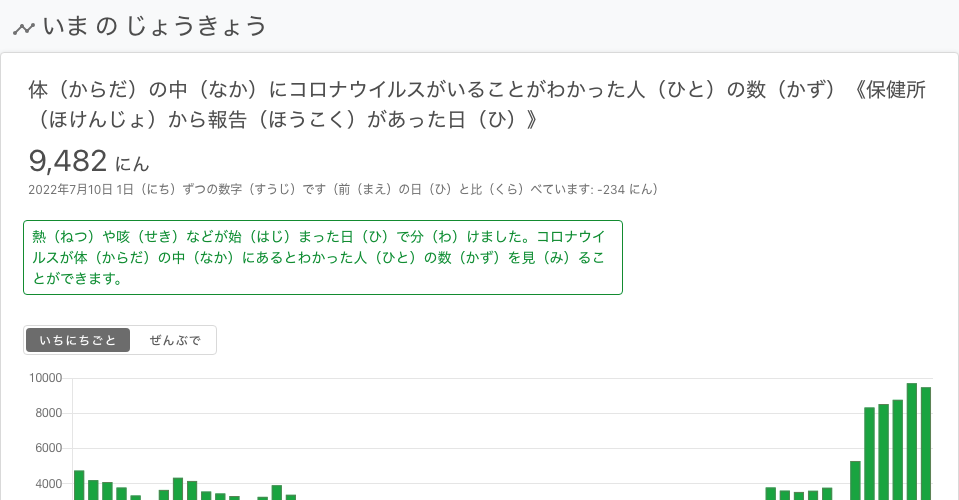 いま の じょうきょう
体（からだ）の中（なか）にコロナウイルスがいることがわかった人（ひと）の数（かず）《保健所
（ほけんじょ）から報告（ほうこく）があった日（ひ）》
9,482 にん
2022年7月10日 1日（にち）ずつの数字（すうじ）です（前（まえ）の日（ひ）と比（くら）べています: -234 にん）
熱（ねつ）や咳（せき）などが始（はじ）まった日（ひ）で分（わ）けました。コロナウイ
ルスが体（からだ）の中（なか）にあるとわかった人（ひと）の数（かず）を見（み）るこ
とができます。
いちにちごと ぜんぶで
10000
8000
6000
4000